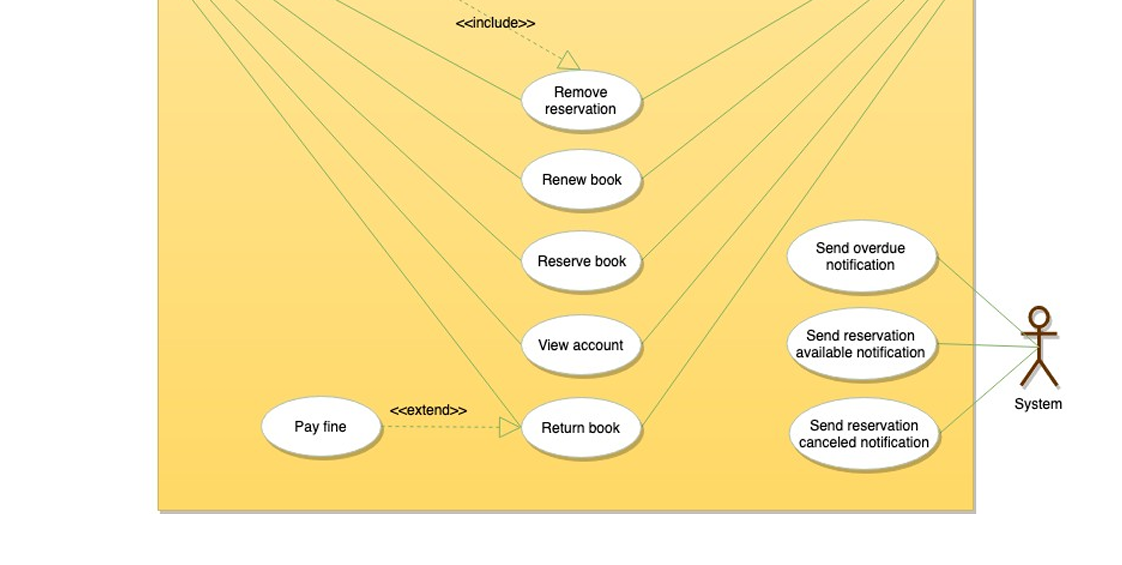 <<include>>
Remove
reservation
Renew book
Reserve book
Send overdue
notification
View account
Send reservation
available notification
System
Pay fine
<<extend>>
Return book
Send reservation
canceled notification